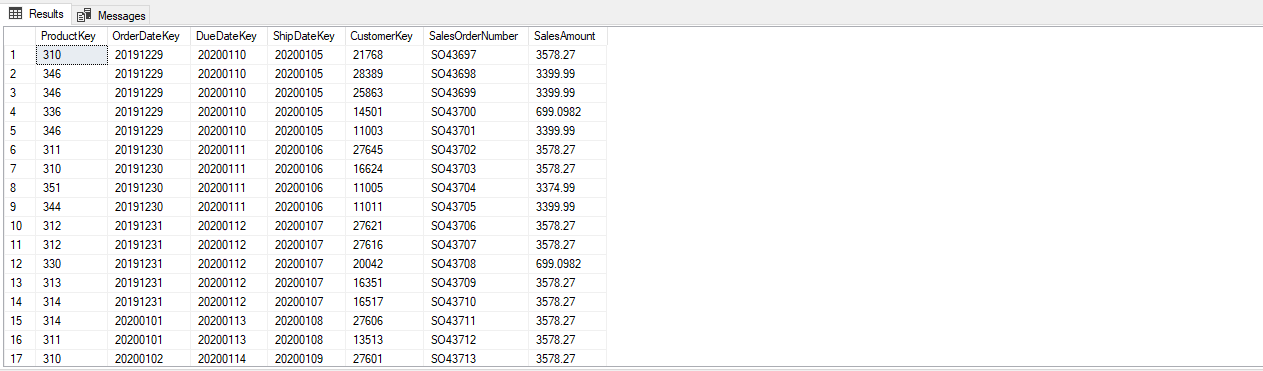 Results Messages
ProductKey OrderDateKey DueDateKey ShipDateKey CustomerKey SalesOrderNumber SalesAmount
1 310 20191229 20200110 20200105 21768 SO43697 3578.27
2 346 20191229 20200110 20200105 28389 SO43698 3399.99
3 346 20191229 20200110 20200105 25863 SO43699 3399.99
4 336 20191229 20200110 20200105 14501 SO43700 699.0982
5 346 20191229 20200110 20200105 11003 SO43701 3399.99
6 311 20191230 20200111 20200106 27645 SO43702 3578.27
7 310 20191230 20200111 20200106 16624 SO43703 3578.27
8 351 20191230 20200111 20200106 11005 SO43704 3374.99
9 344 20191230 20200111 20200106 11011 SO43705 3399.99
10 312 20191231 20200112 20200107 27621 SO43706 3578.27
11 312 20191231 20200112 20200107 27616 SO43707 3578.27
12 330 20191231 20200112 20200107 20042 SO43708 699.0982
13 313 20191231 20200112 20200107 16351 SO43709 3578.27
14 314 20191231 20200112 20200107 16517 SO43710 3578.27
15 314 20200101 20200113 20200108 27606 SO43711 3578.27
16 311 20200101 20200113 20200108 13513 SO43712 3578.27
17 310 20200102 20200114 20200109 27601 SO43713 3578.27